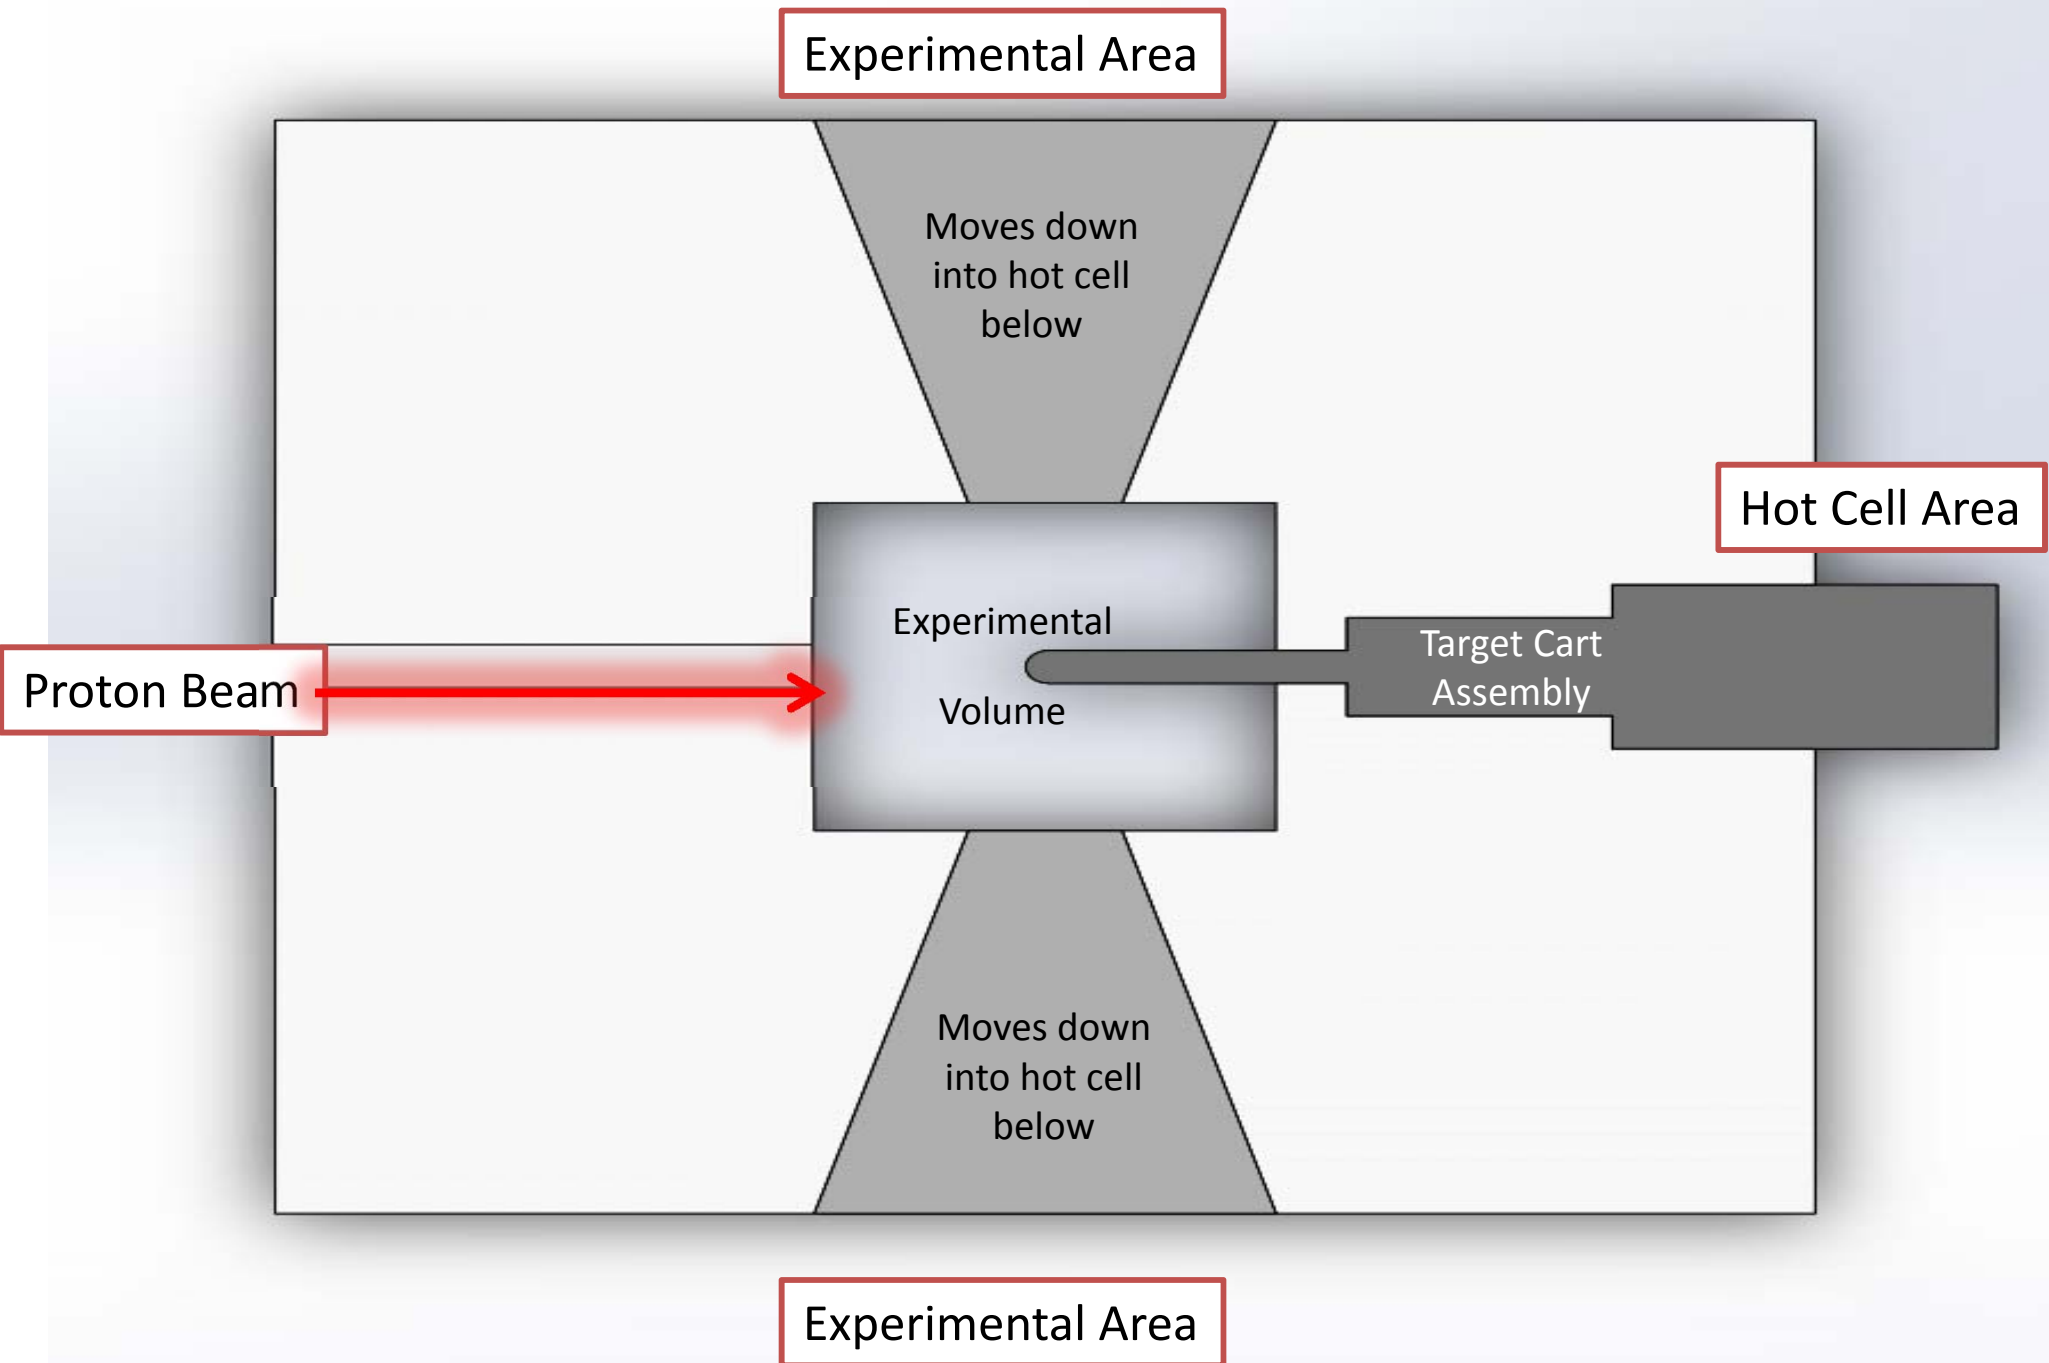 Experimental Area
Moves down
into hot cell
below
Hot Cell Area
Experimental
Volume
Target Cart
Assembly
Proton Beam
Moves down
into hot cell
below
Experimental Area